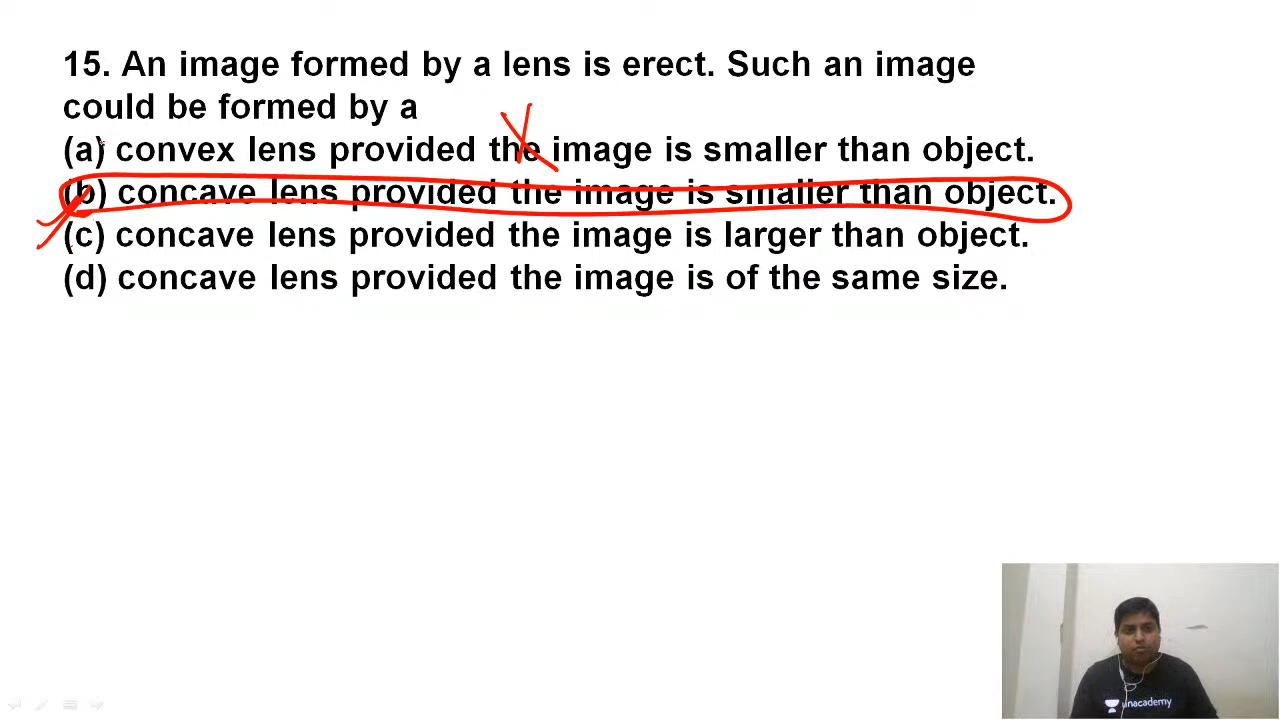 15. An image formed by a lens is erect. Such an image
could be formed by a
(a) convex lens provided the image is smaller than object.
(b) concave lens provided the image is smaller than object.
(c) concave lens provided the image is larger than object.
(d) concave lens provided the image is of the same size.
unacademy